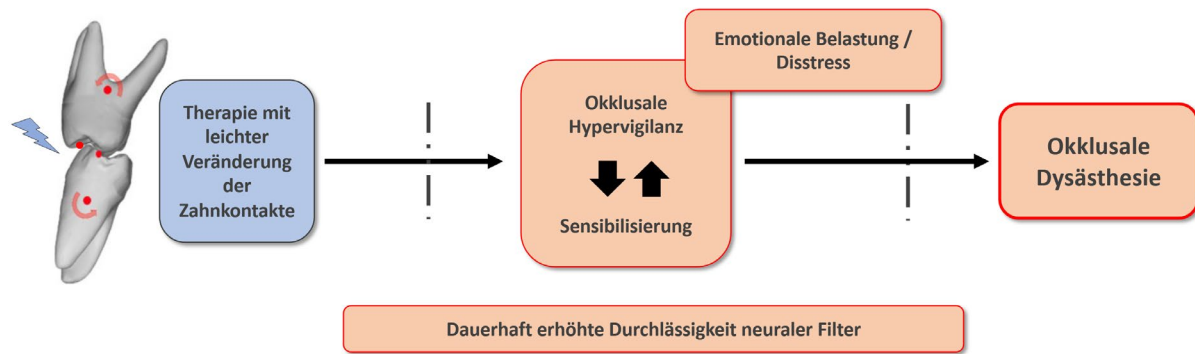 Therapie mit
leichter
Veränderung
der
Zahnkontakte
Okklusale
Hypervigilanz
Sensibilisierung
Emotionale Belastung /
Disstress
Okklusale
Dysästhesie
Dauerhaft erhöhte Durchlässigkeit neuraler Filter